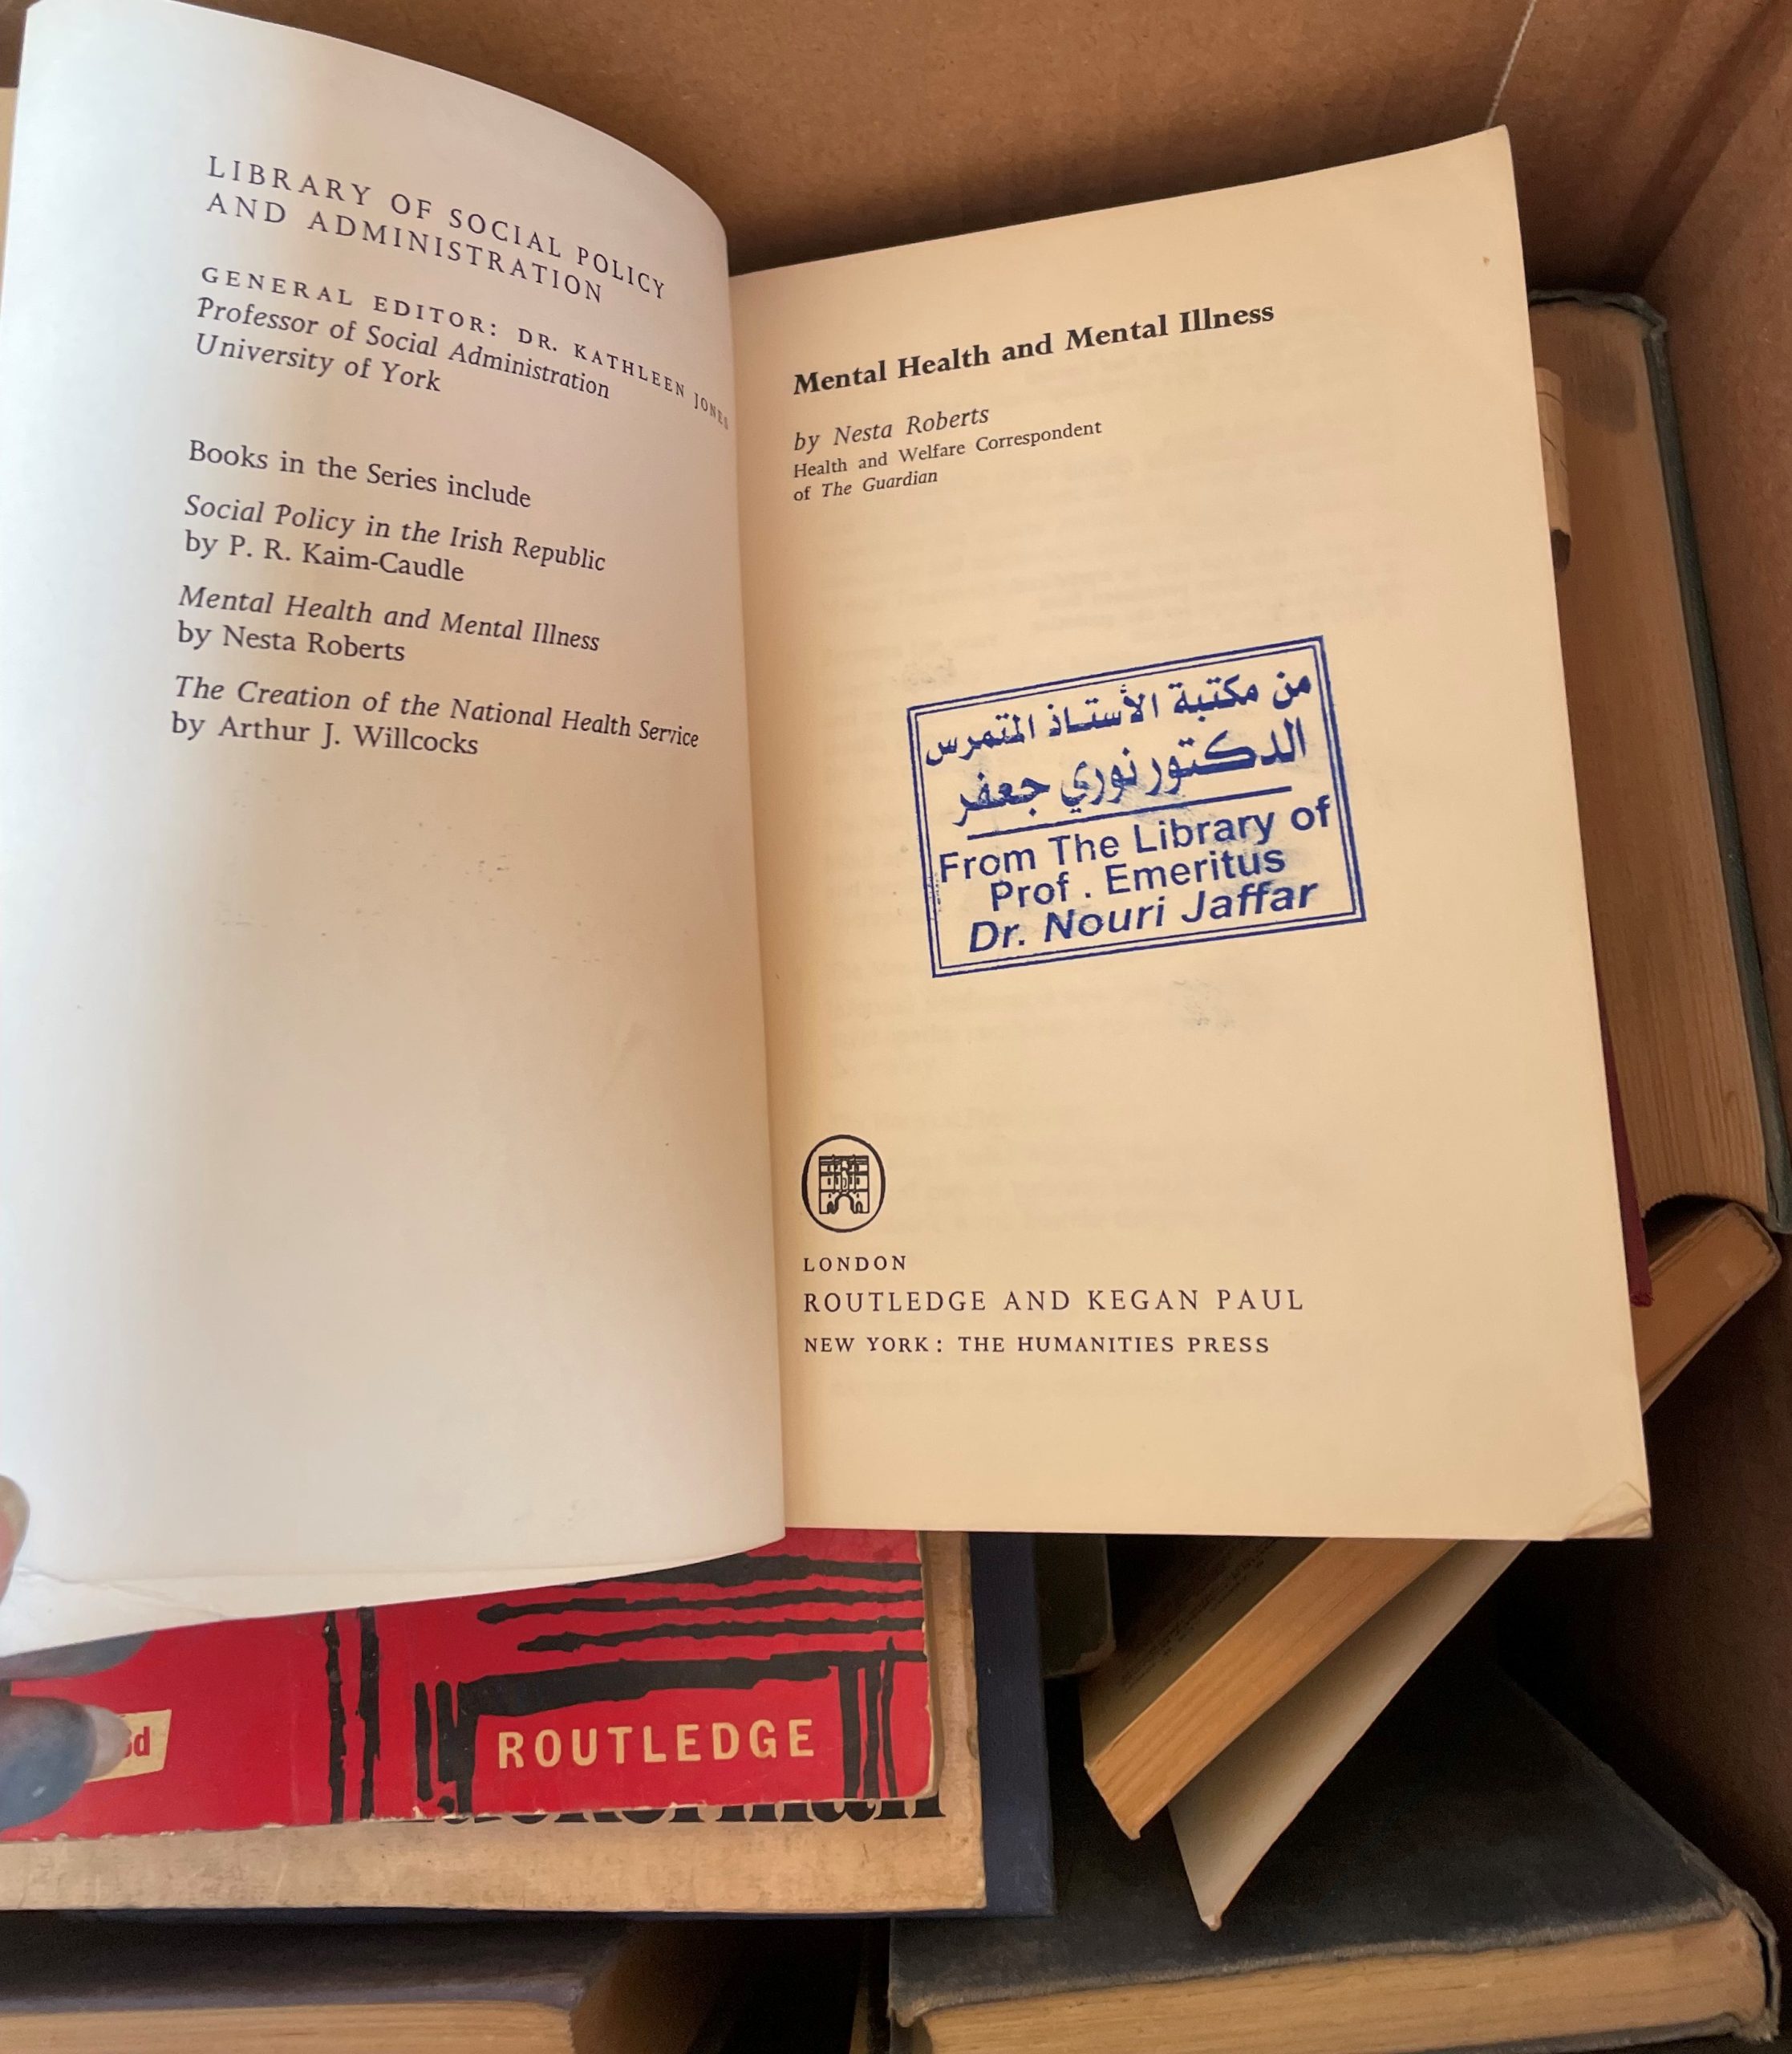 LIBRARY OF SOCIAL POLICY
AND ADMINISTRATION
GENERAL EDITOR: DR. KATHLEEN JONES
Professor of Social Administration
University of York
Books in the Series include
Social Policy in the Irish Republic
by P. R. Kaim-Caudle
Mental Health and Mental Illness
by Nesta Roberts
The Creation of the National Health Service
by Arthur J. Willcocks
Mental Health and Mental Illness
by Nesta Roberts
Health and Welfare Correspondent
of The Guardian
من مكتبة الأستاذ المتمرس
الدكتور نوري جعفر
From The Library of
Prof . Emeritus
Dr. Nouri Jaffar
LONDON
ROUTLEDGE AND KEGAN PAUL
NEW YORK: THE HUMANITIES PRESS
ROUTLEDGE